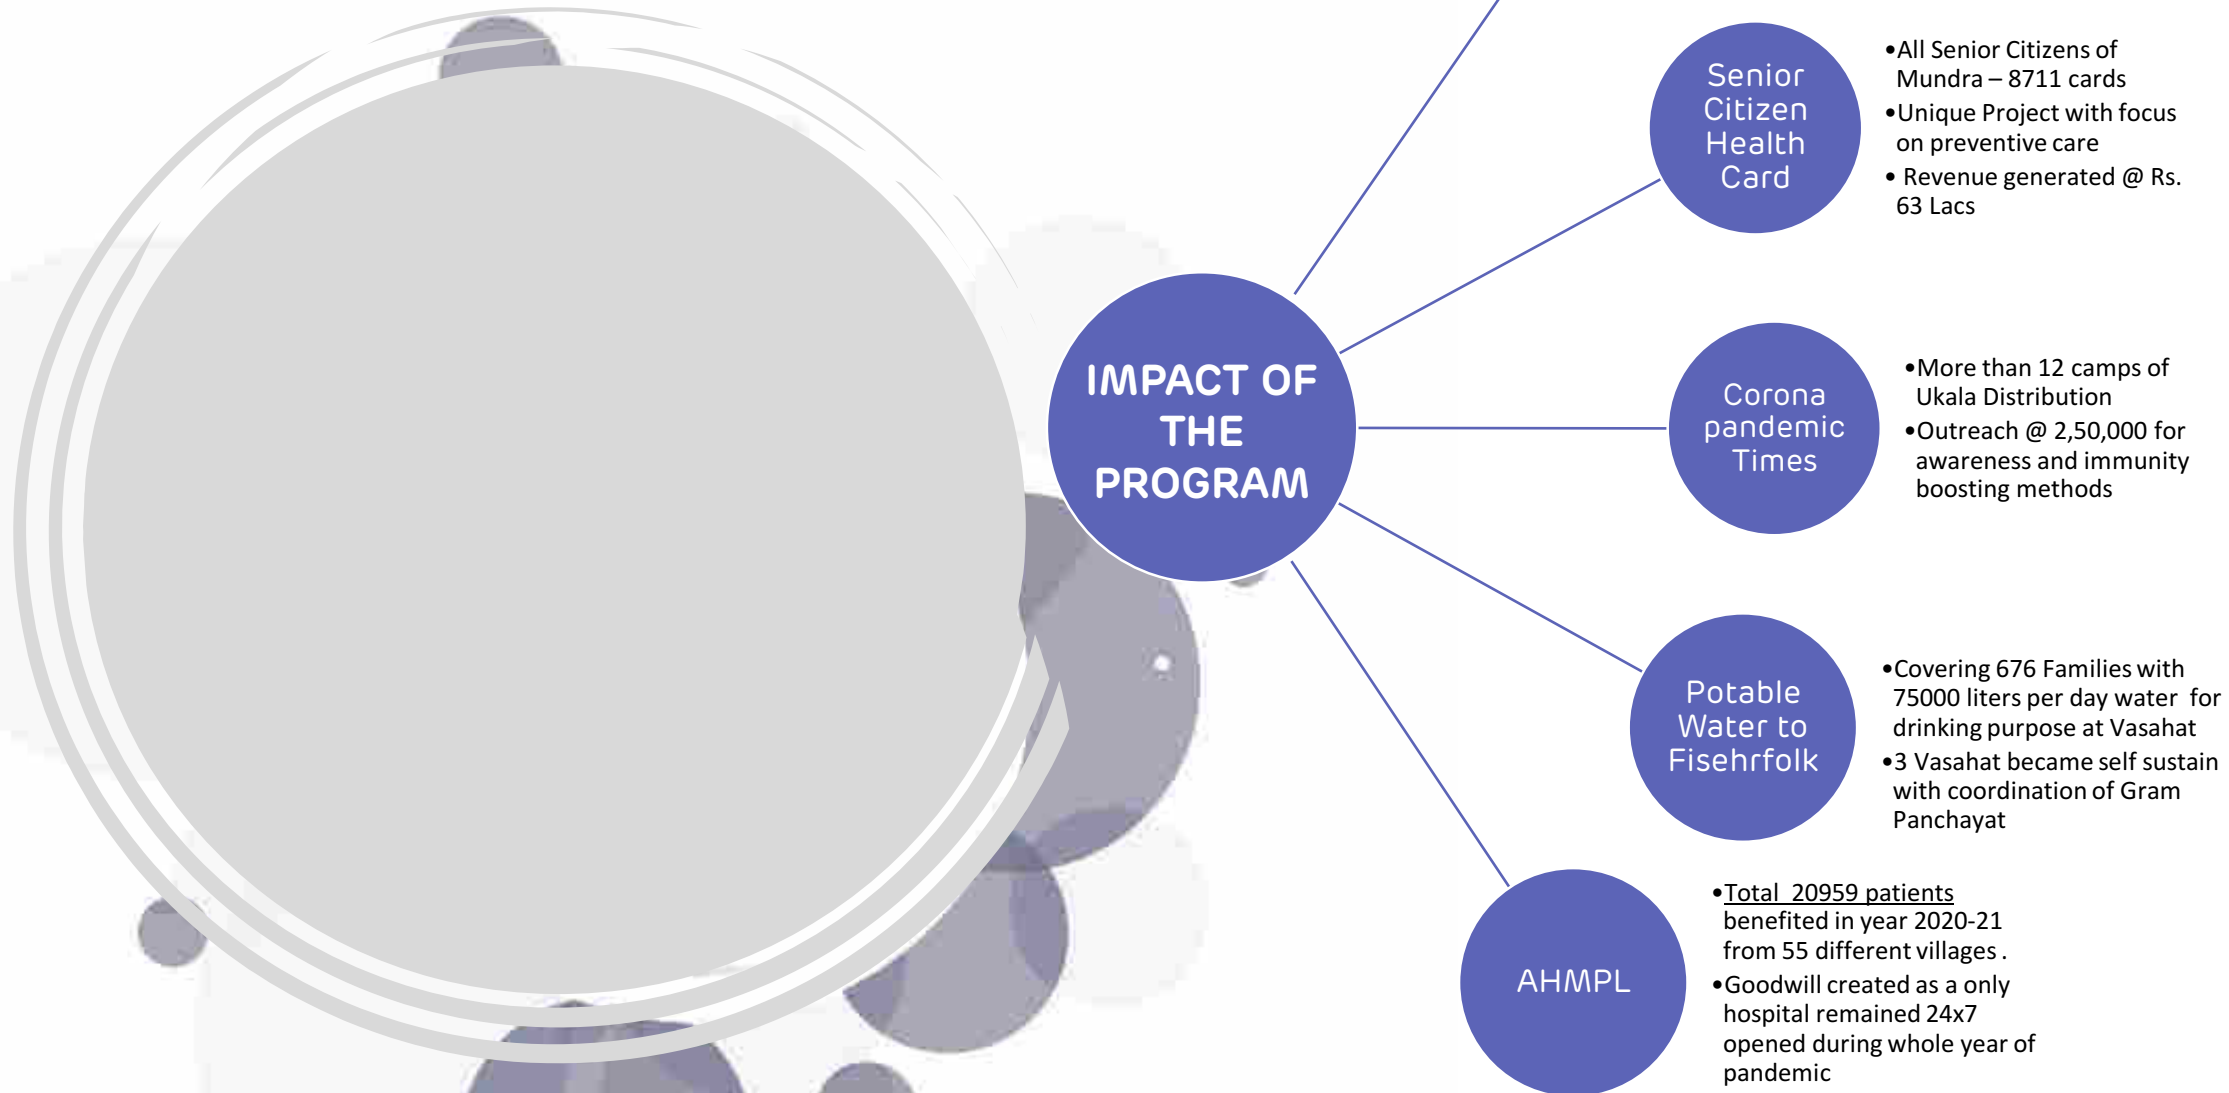 IMPACT OF
THE
PROGRAM
Senior
Citizen
Health
Card
•All Senior Citizens of
Mundra – 8711 cards
•Unique Project with focus
on preventive care
• Revenue generated @ Rs.
63 Lacs
Corona
pandemic
Times
•More than 12 camps of
Ukala Distribution
•Outreach @ 2,50,000 for
awareness and immunity
boosting methods
Potable
Water to
Fisehrfolk
•Covering 676 Families with
75000 liters per day water for
drinking purpose at Vasahat
•3 Vasahat became self sustain
with coordination of Gram
Panchayat
AHMPL
•Total 20959 patients
benefited in year 2020-21
from 55 different villages .
•Goodwill created as a only
hospital remained 24x7
opened during whole year of
pandemic